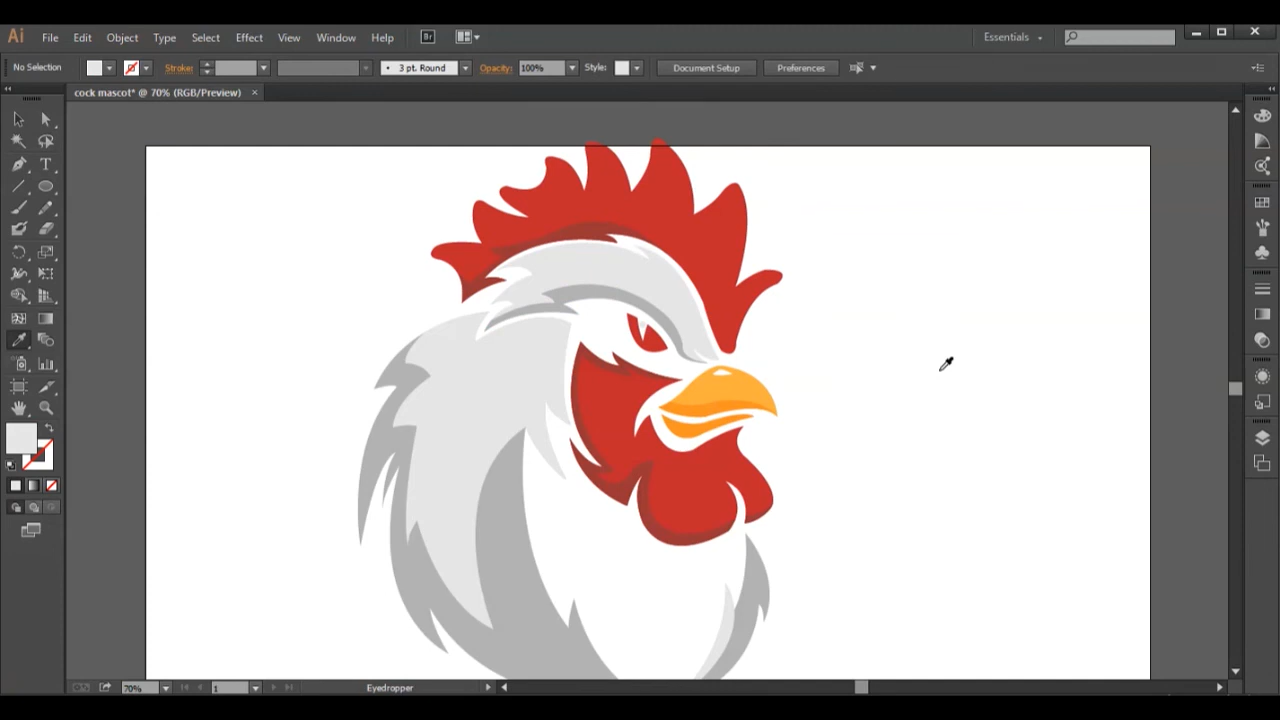 Ai File Edit Object Type Select Effect View Window Help Br Essentials
No Selection Stroke: 3 pt. Round Opacity: 100% Style: Document Setup Preferences
cock mascot* @ 70% (RGB/Preview) ×
T
70% 1 Eyedropper